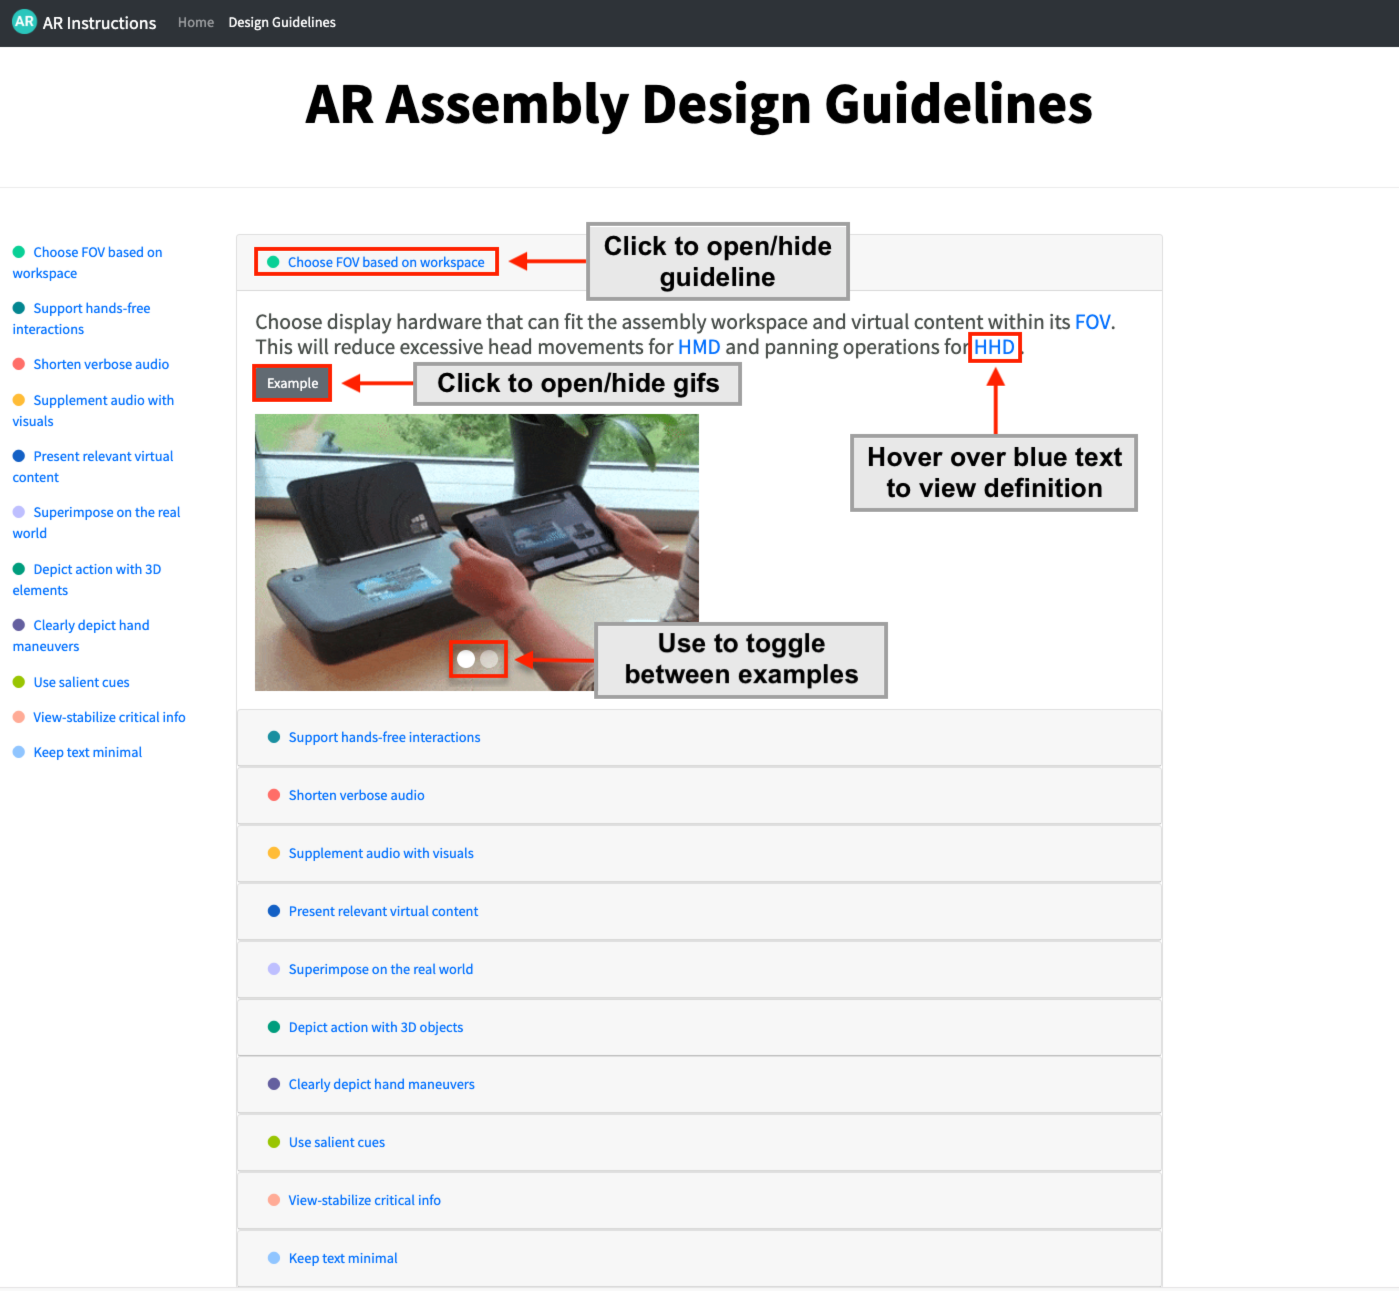 AR AR Instructions Home Design Guidelines
AR Assembly Design Guidelines
Choose FOV based on
workspace
Support hands-free
interactions
Shorten verbose audio
Supplement audio with
visuals
Present relevant virtual
content
Superimpose on the real
world
Depict action with 3D
elements
Clearly depict hand
maneuvers
Use salient cues
View-stabilize critical info
Keep text minimal
Choose FOV based on workspace
Click to open/hide
guideline
Choose display hardware that can fit the assembly workspace and virtual content within its FOV.
This will reduce excessive head movements for HMD and panning operations for HHD.
Example
Click to open/hide gifs
Hover over blue text
to view definition
Use to toggle
between examples
Support hands-free interactions
Shorten verbose audio
Supplement audio with visuals
Present relevant virtual content
Superimpose on the real world
Depict action with 3D objects
Clearly depict hand maneuvers
Use salient cues
View-stabilize critical info
Keep text minimal